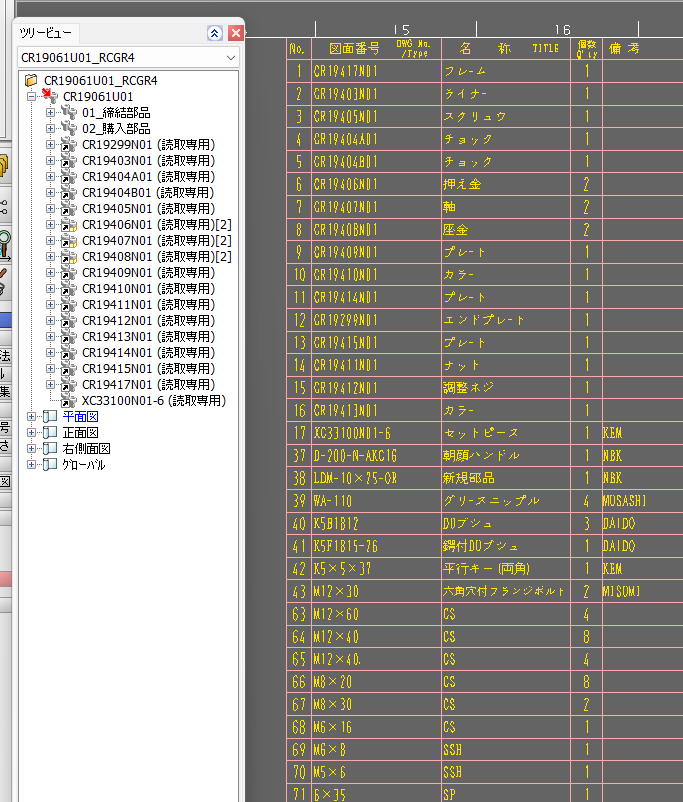 ツリービュー
CR19061U01_RCGR4
CR19061U01_RCGR4
CR19061U01
01_締結部品
02_購入部品
CR19299N01 (読取専用)
CR19403N01 (読取専用)
CR19404A01 (読取専用)
CR19404B01 (読取専用)
CR19405N01 (読取専用)
CR19406N01 (読取専用)[2]
CR19407N01 (読取専用)[2]
CR19408N01 (読取専用)[2]
CR19409N01 (読取専用)
CR19410N01 (読取専用)
CR19411N01 (読取専用)
CR19412N01 (読取専用)
CR19413N01 (読取専用)
CR19414N01 (読取専用)
CR19415N01 (読取専用)
CR19417N01 (読取専用)
XC33100N01-6 (読取専用)
平面図
正面図
右側面図
グローバル
15 16
No. 図面番号 DWG No./Type 名 称 TITLE 個数 Q'ty 備考
1 CR19417N01 フレーム 1
2 CR19403N01 ライナー 1
3 CR19405N01 スクリュウ 1
4 CR19404A01 チョック 1
5 CR19404B01 チョック 1
6 CR19406N01 押え金 2
7 CR19407N01 軸 2
8 CR19408N01 座金 2
9 CR19409N01 プレート 1
10 CR19410N01 カラー 1
11 CR19414N01 プレート 1
12 CR19299N01 エンドプレート 1
13 CR19415N01 プレート 1
14 CR19411N01 ナット 1
15 CR19412N01 調整ネジ 1
16 CR19413N01 カラー 1
17 XC33100N01-6 セットピース 1 KEM
37 D-200-N-AKC16 朝顔ハンドル 1 NBK
38 LDM-10×25-OR 新規部品 1 NBK
39 WA-110 グリースニップル 4 MUSASHI
40 K5B1812 DUブシュ 3 DAIDO
41 K5F1815-26 鍔付DUブシュ 1 DAIDO
42 K5×5×37 平行キー(両角) 1 KEM
43 M12×30 六角穴付フランジボルト 2 MISUMI
63 M12×60 CS 4
64 M12×40 CS 8
65 M12×40. CS 4
66 M8×20 CS 8
67 M8×30 CS 2
68 M6×16 CS 1
69 M6×8 SSH 1
70 M5×6 SSH 1
71 6×35 SP 1